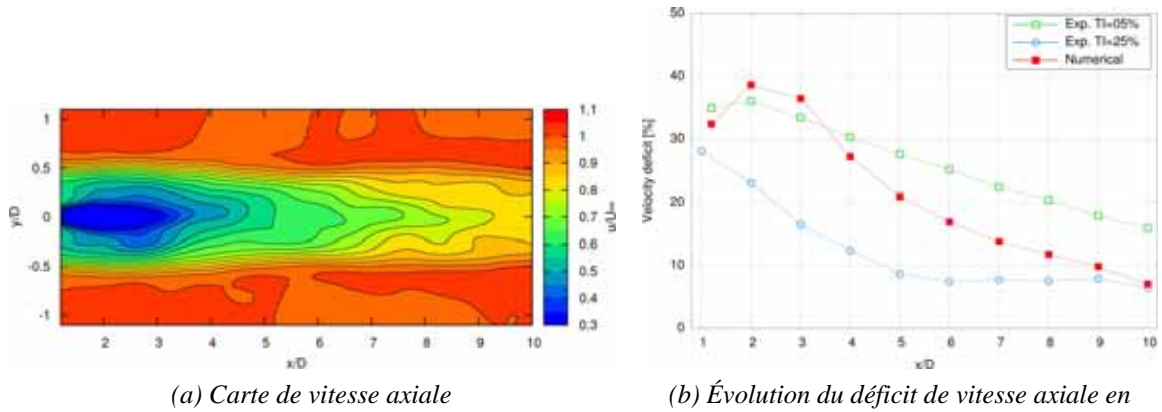 Exp. TI=05%
Exp. TI=25%
Numerical
50
40
30
20
10
0
Velocity deficit [%]
1 2 3 4 5 6 7 8 9 10
x/D
1
0.5
0
-0.5
-1
y/D
2 3 4 5 6 7 8 9 10
x/D
1.1
1
0.9
0.8
0.7
0.6
0.5
0.4
0.3
u/U∞
(a) Carte de vitesse axiale
(b) Évolution du déficit de vitesse axiale en